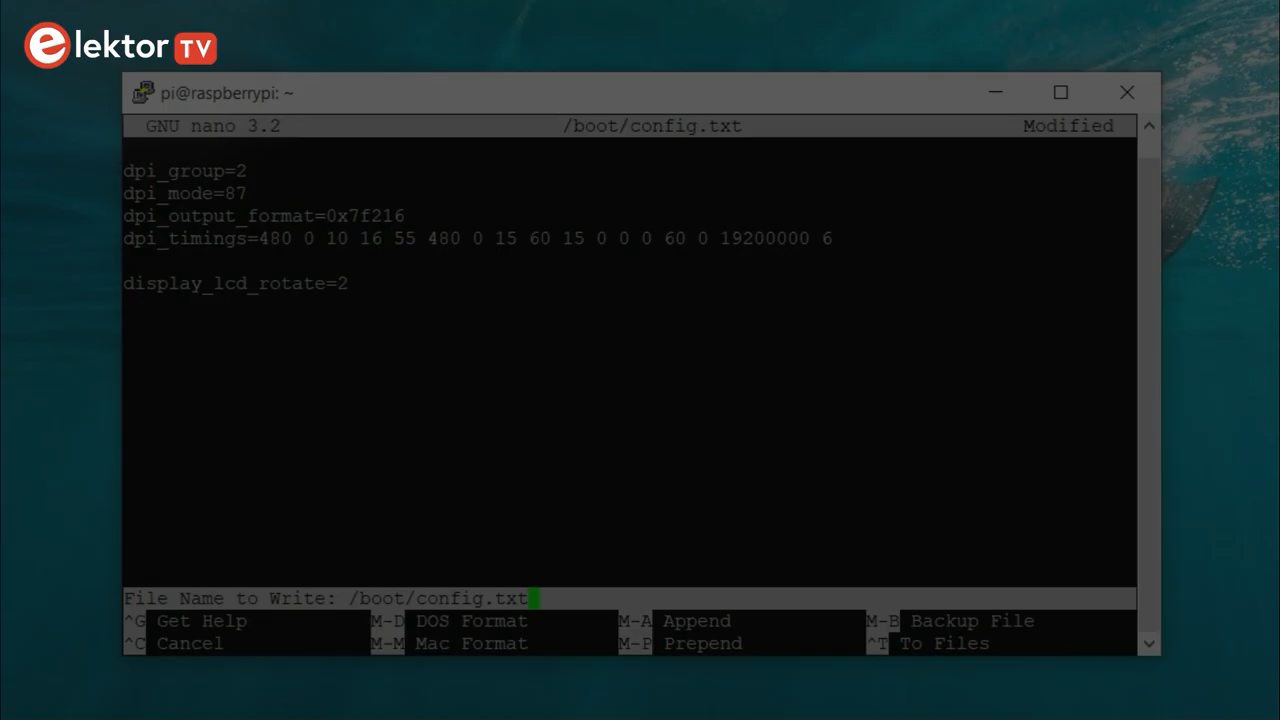 elektor TV
pi@raspberrypi: ~
GNU nano 3.2 /boot/config.txt Modified
dpi_group=2
dpi_mode=87
dpi_output_format=0x7f216
dpi_timings=480 0 10 16 55 480 0 15 60 15 0 0 0 60 0 19200000 6
display_lcd_rotate=2
File Name to Write: /boot/config.txt
^G Get Help M-D DOS Format M-A Append M-B Backup File
^C Cancel M-M Mac Format M-P Prepend ^T To Files